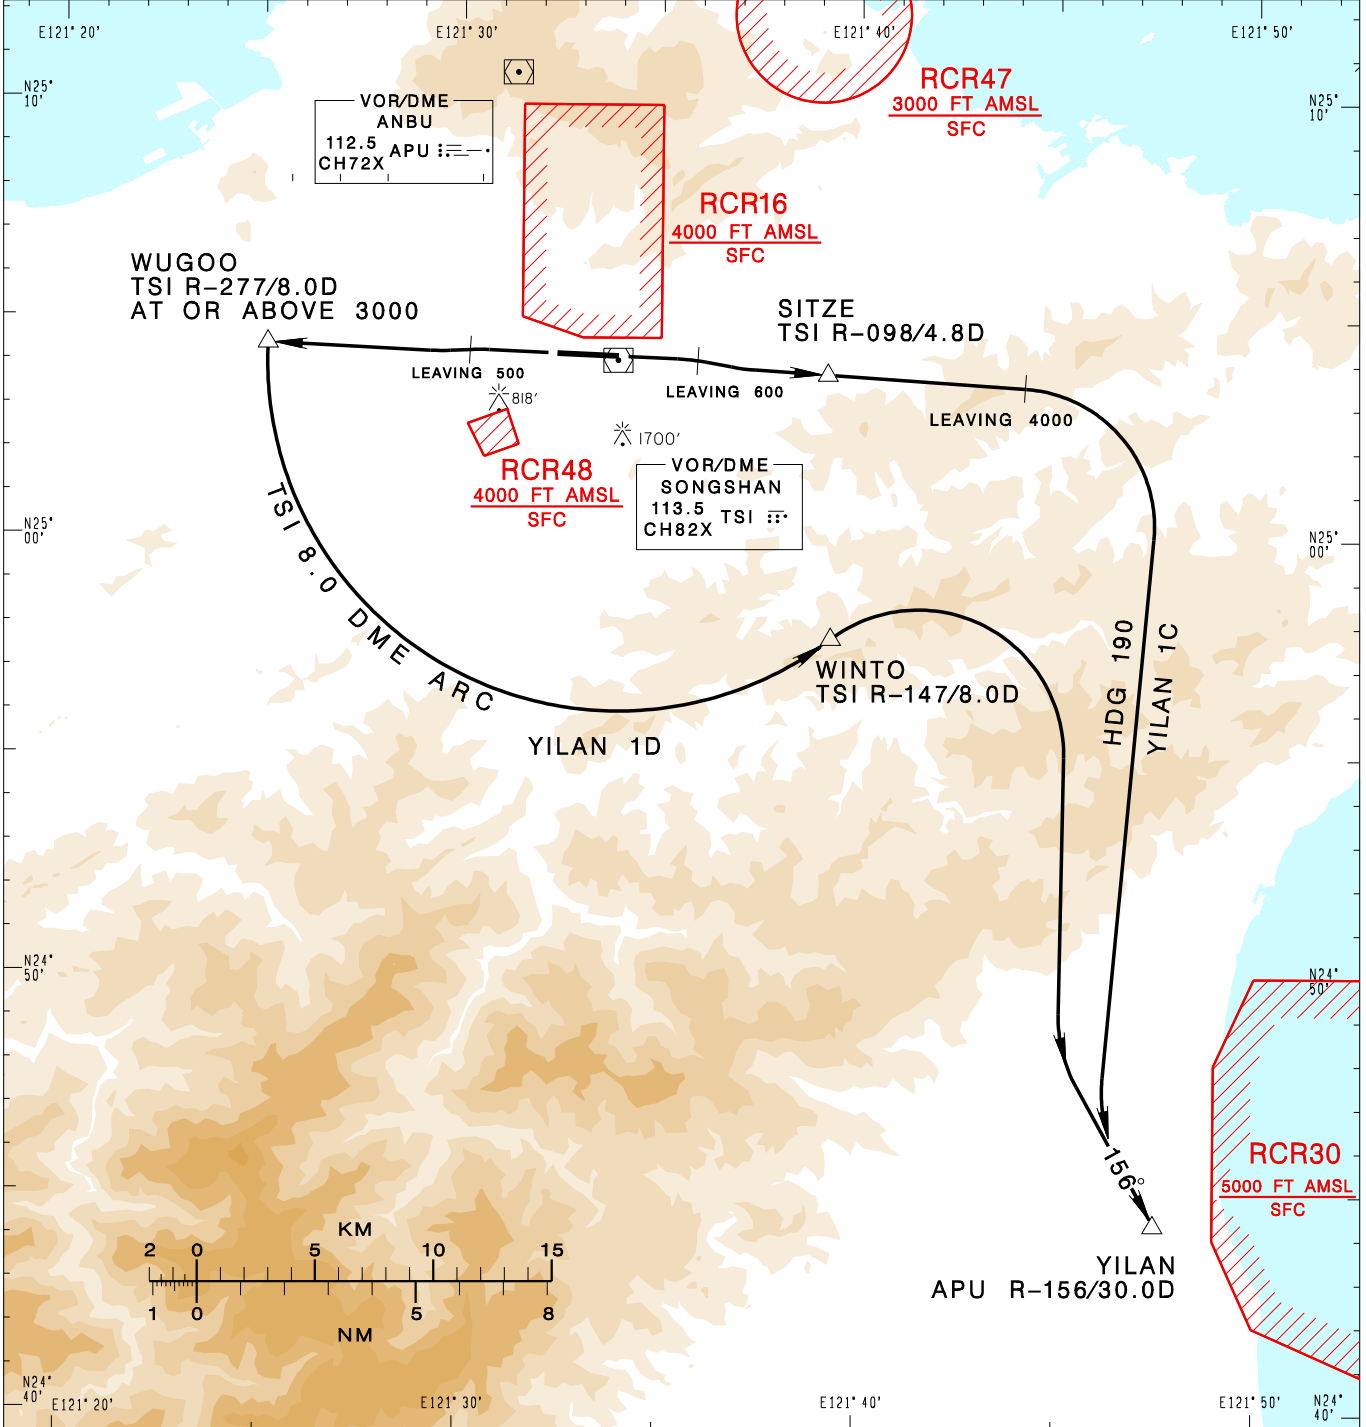 E121° 20'
E121° 30'
E121° 40'
E121° 50'
N25°
10'
N25°
10'
VOR/DME
ANBU
112.5
CH72X
APU
RCR47
3000 FT AMSL
SFC
RCR16
4000 FT AMSL
SFC
WUGOO
TSI R-277/8.0D
AT OR ABOVE 3000
SITZE
TSI R-098/4.8D
LEAVING 500
LEAVING 600
LEAVING 4000
818'
1700'
RCR48
4000 FT AMSL
SFC
VOR/DME
SONGSHAN
113.5
CH82X
TSI
N25°
00'
N25°
00'
TSI 8.0 DME ARC
WINTO
TSI R-147/8.0D
HDG 190
YILAN 1C
YILAN 1D
N24°
50'
N24°
50'
156°
RCR30
5000 FT AMSL
SFC
YILAN
APU R-156/30.0D
KM
2 0 5 10 15
1 0 5 8
NM
N24°
40'
N24°
40'
E121° 20'
E121° 30'
E121° 40'
E121° 50'